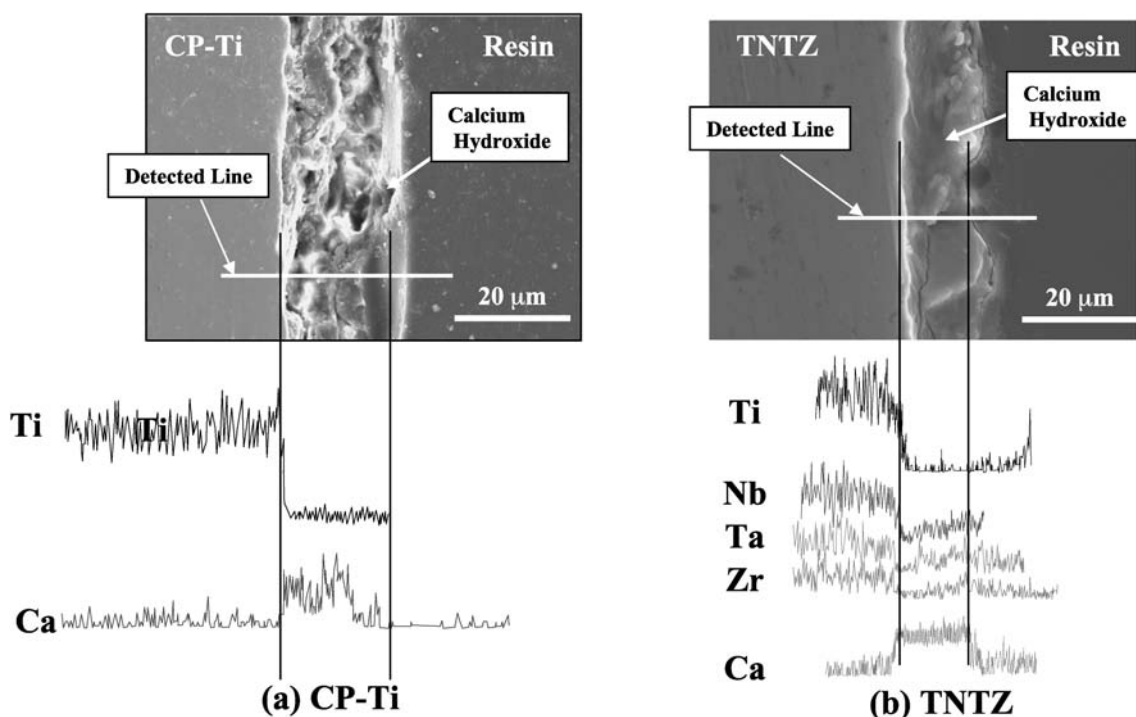 CP-Ti
Resin
Calcium
Hydroxide
Detected Line
20 μm
Ti
Ti
Ca
(a) CP-Ti
TNTZ
Resin
Calcium
Hydroxide
Detected Line
20 μm
Ti
Nb
Ta
Zr
Ca
(b) TNTZ